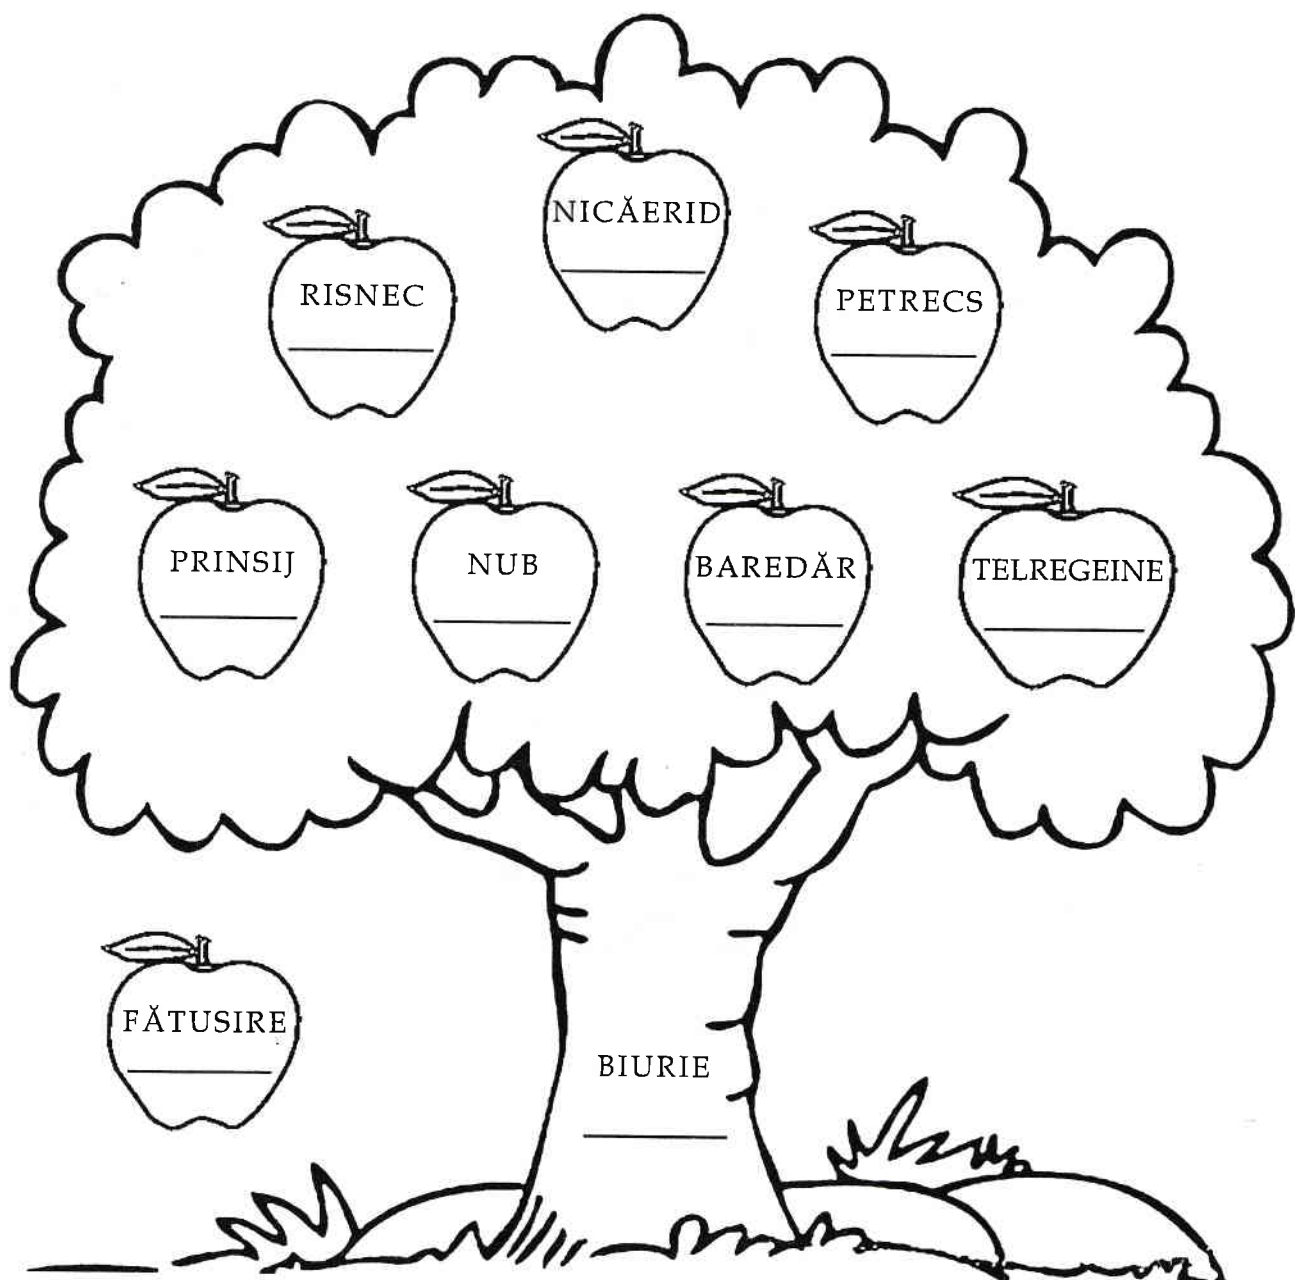 NICĂERID
RISNEC
PETRECS
PRINSIJ
NUB
BAREDĂR
TELREGEINE
FĂTUSIRE
BIURIE